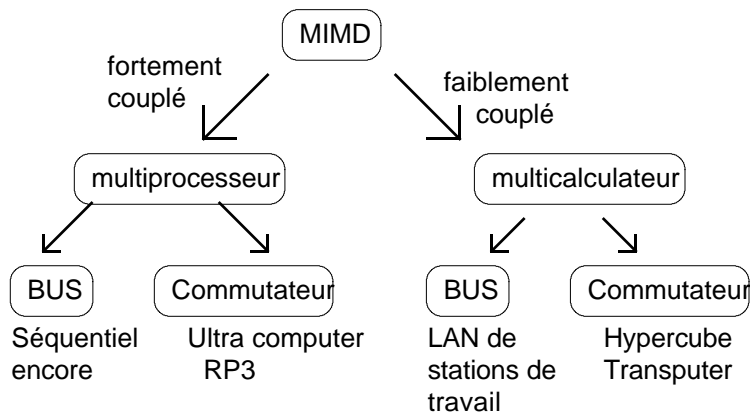 MIMD
fortement
couplé
faiblement
couplé
multiprocesseur
multicalculateur
BUS
Commutateur
BUS
Commutateur
Séquentiel
encore
Ultra computer
RP3
LAN de
stations de
travail
Hypercube
Transputer